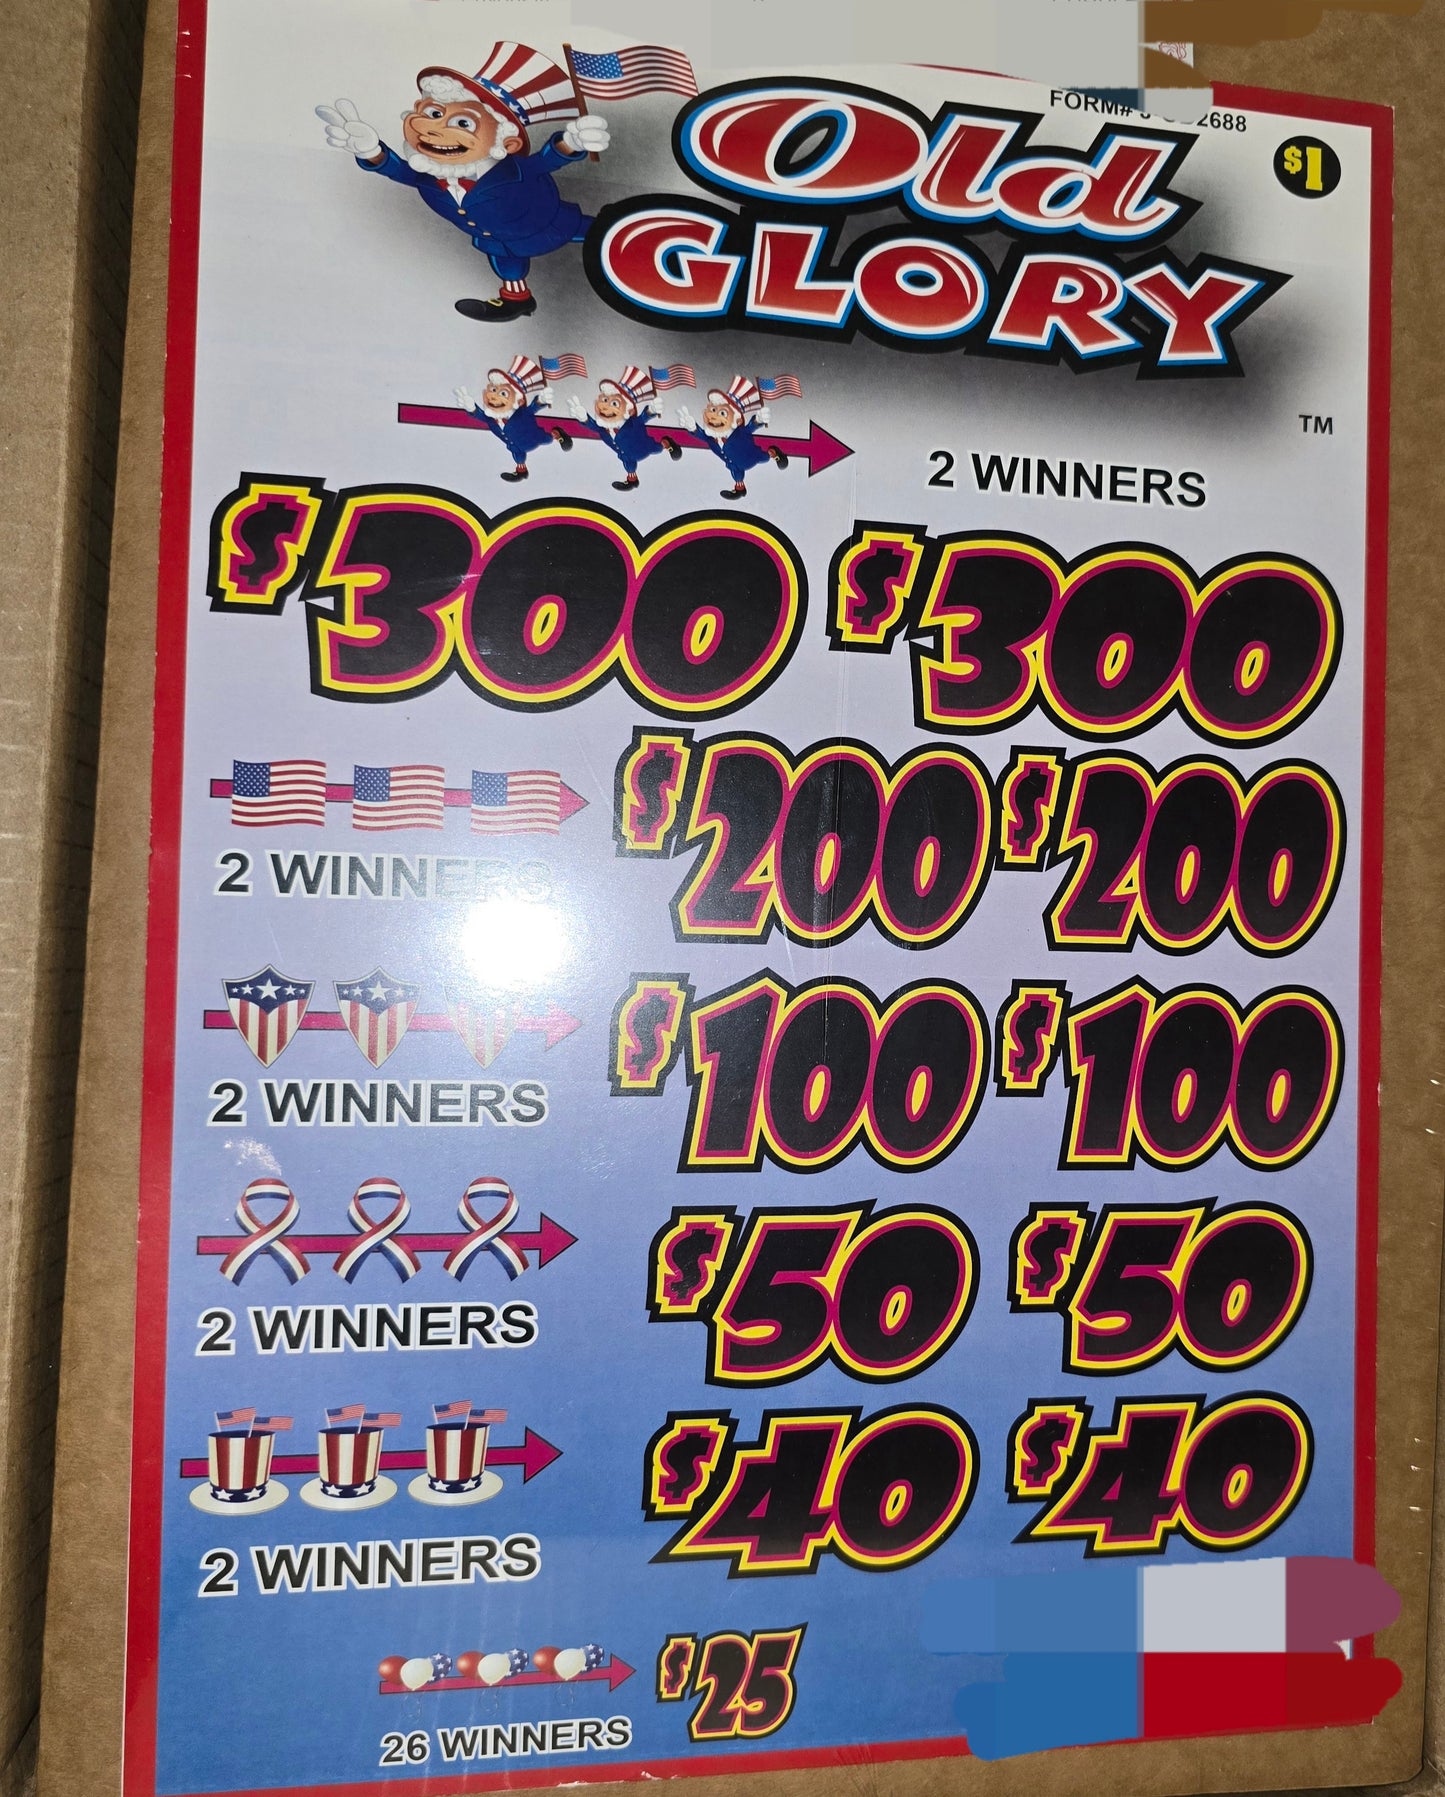 FORM#
2688
$1
Old
GLORY
TM
2 WINNERS
$300 $300
2 WINNERS
$200 $200
2 WINNERS
$100 $100
2 WINNERS
$50 $50
2 WINNERS
$40 $40
26 WINNERS
$25